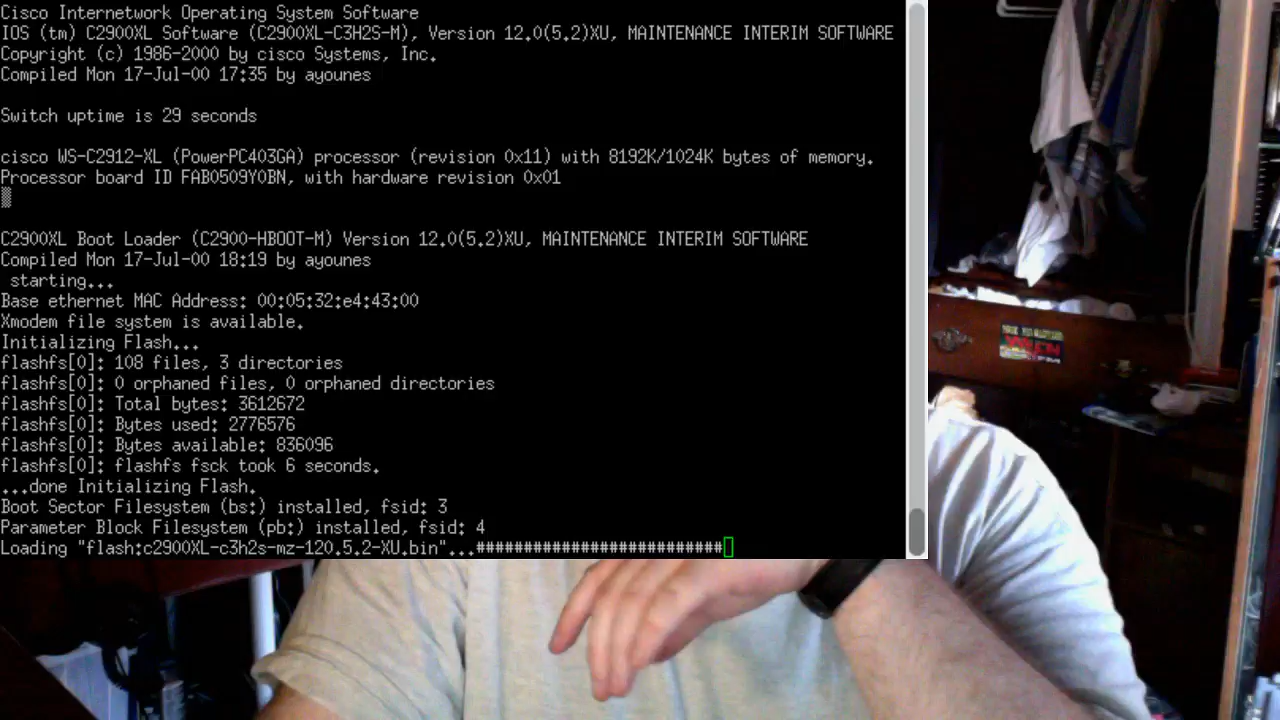 Cisco Internetwork Operating System Software
IOS (tm) C2900XL Software (C2900XL-C3H2S-M), Version 12.0(5.2)XU, MAINTENANCE INTERIM SOFTWARE
Copyright (c) 1986-2000 by cisco Systems, Inc.
Compiled Mon 17-Jul-00 17:35 by ayounes
Switch uptime is 29 seconds
cisco WS-C2912-XL (PowerPC403GA) processor (revision 0x11) with 8192K/1024K bytes of memory.
Processor board ID FAB0509Y0BN, with hardware revision 0x01
C2900XL Boot Loader (C2900-HBOOT-M) Version 12.0(5.2)XU, MAINTENANCE INTERIM SOFTWARE
Compiled Mon 17-Jul-00 18:19 by ayounes
starting...
Base ethernet MAC Address: 00:05:32:e4:43:00
Xmodem file system is available.
Initializing Flash...
flashfs[0]: 108 files, 3 directories
flashfs[0]: 0 orphaned files, 0 orphaned directories
flashfs[0]: Total bytes: 3612672
flashfs[0]: Bytes used: 2776576
flashfs[0]: Bytes available: 836096
flashfs[0]: flashfs fsck took 6 seconds.
...done Initializing Flash.
Boot Sector Filesystem (bs:) installed, fsid: 3
Parameter Block Filesystem (pb:) installed, fsid: 4
Loading "flash:c2900XL-c3h2s-mz-120.5.2-XU.bin"...##########################